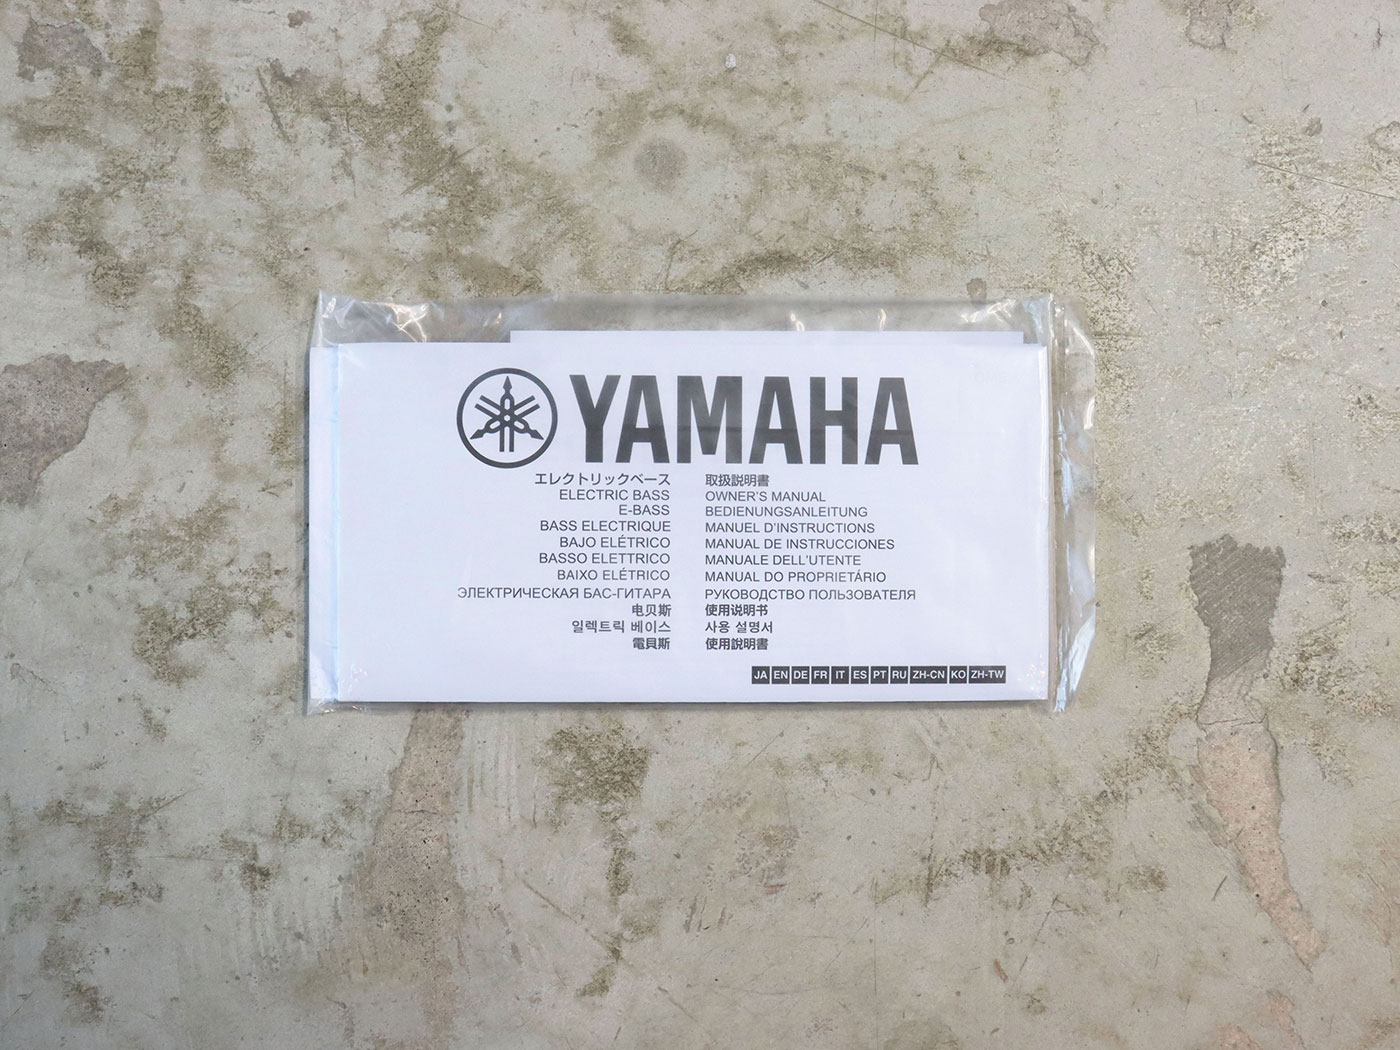 YAMAHA
エレクトリックベース 取扱説明書
ELECTRIC BASS OWNER'S MANUAL
E-BASS BEDIENUNGSANLEITUNG
BASS ELECTRIQUE MANUEL D'INSTRUCTIONS
BAJO ELÉTRICO MANUAL DE INSTRUCCIONES
BASSO ELETTRICO MANUALE DELL'UTENTE
BAIXO ELÉTRICO MANUAL DO PROPRIETÁRIO
ЭЛЕКТРИЧЕСКАЯ БАС-ГИТАРА РУКОВОДСТВО ПОЛЬЗОВАТЕЛЯ
电贝斯 使用说明书
일렉트릭 베이스 사용 설명서
電貝斯 使用說明書
JA EN DE FR IT ES PT RU ZH-CN KO ZH-TW